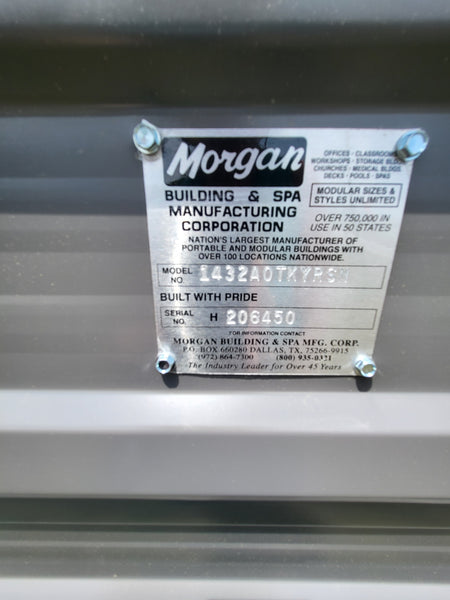 Morgan
OFFICES · CLASSROOMS
WORKSHOPS · STORAGE BLDGS
CHURCHES · MEDICAL BLDGS
DECKS · POOLS · SPAS
BUILDING & SPA
MANUFACTURING
CORPORATION
MODULAR SIZES &
STYLES UNLIMITED
OVER 750,000 IN
USE IN 50 STATES
NATION'S LARGEST MANUFACTURER OF
PORTABLE AND MODULAR BUILDINGS WITH
OVER 100 LOCATIONS NATIONWIDE.
MODEL
NO.
BUILT WITH PRIDE
SERIAL
NO.
H 206450
FOR INFORMATION CONTACT
MORGAN BUILDING & SPA MFG. CORP.
P.O. BOX 660280 DALLAS, TX, 75266-9915
(972) 864-7300 (800) 935-0321
The Industry Leader for Over 45 Years